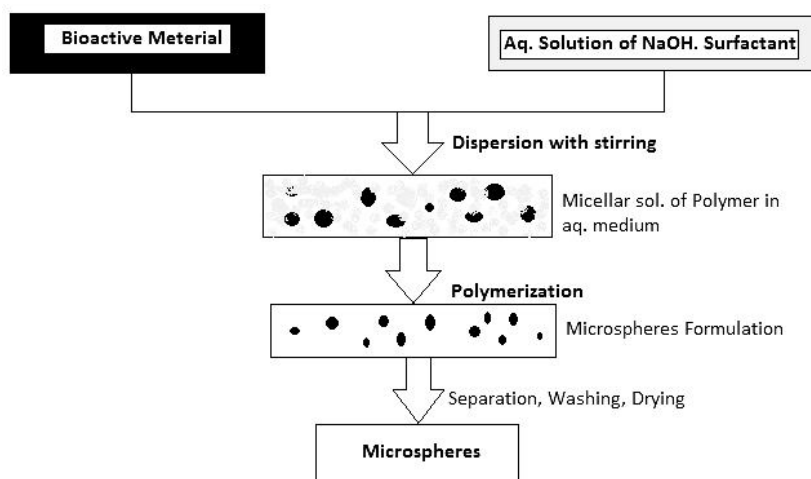 Bioactive Meterial
Aq. Solution of NaOH. Surfactant
Dispersion with stirring
Micellar sol. of Polymer in
aq. medium
Polymerization
Microspheres Formulation
Separation, Washing, Drying
Microspheres